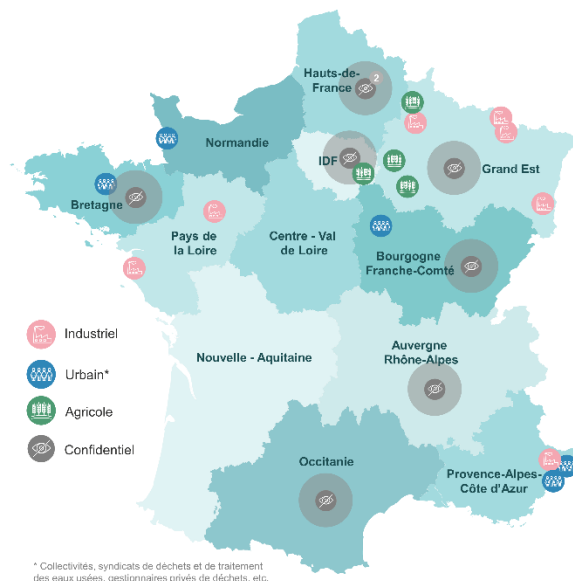 Hauts-de-
France
2
Normandie
IDF
Grand Est
Bretagne
Pays de
la Loire
Centre - Val
de Loire
Bourgogne
Franche-Comté
Industriel
Urbain*
Agricole
Confidentiel
Nouvelle - Aquitaine
Auvergne
Rhône-Alpes
Occitanie
Provence-Alpes-
Côte d'Azur
* Collectivités, syndicats de déchets et de traitement
des eaux usées, gestionnaires privés de déchets, etc.